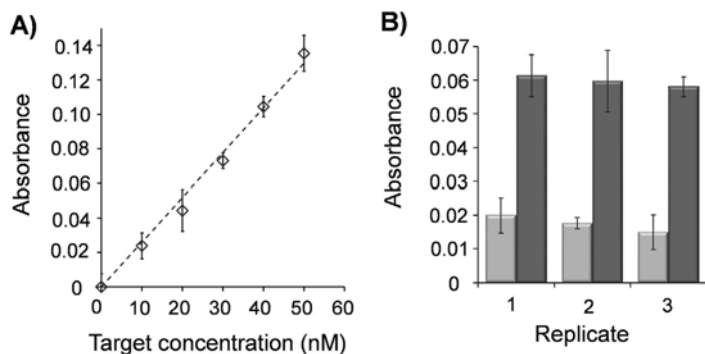 A)
0.14
0.12
0.10
0.08
0.06
0.04
0.02
0
Absorbance
0 10 20 30 40 50 60
Target concentration (nM)
B)
0.07
0.06
0.05
0.04
0.03
0.02
0.01
0
Absorbance
1 2 3
Replicate